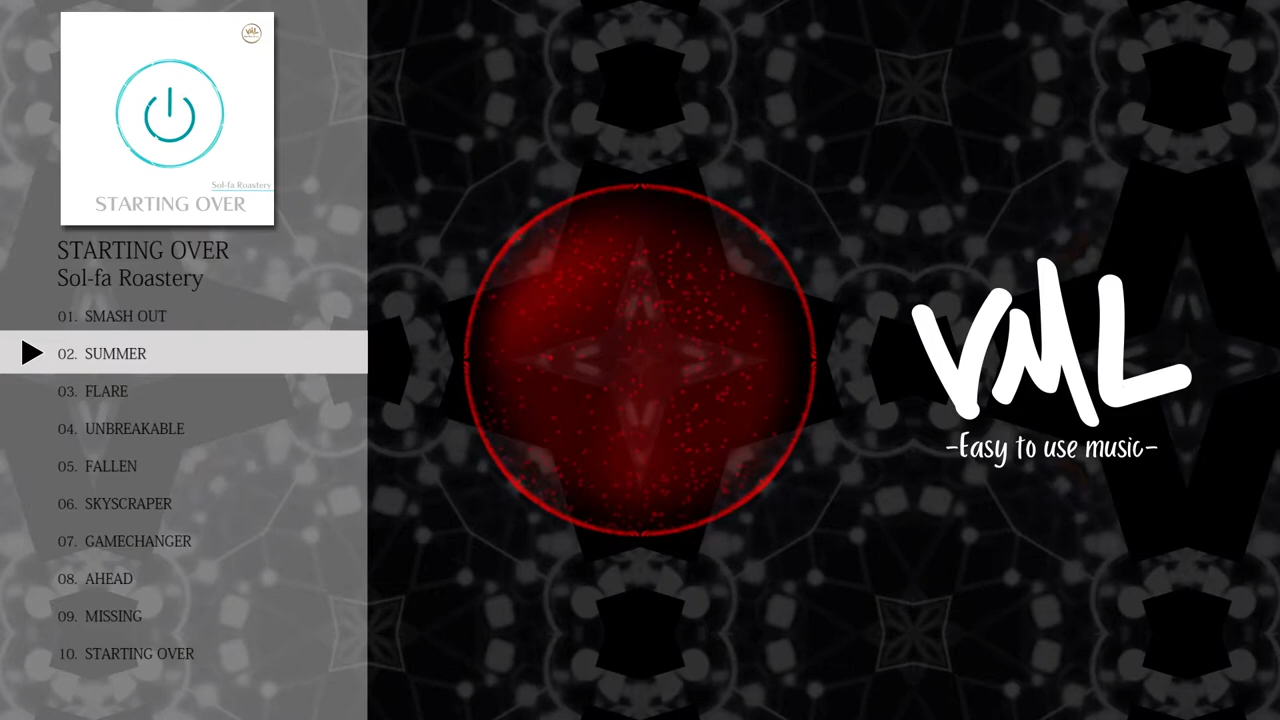 VML
Sol-fa Roastery
STARTING OVER
STARTING OVER
Sol-fa Roastery
01. SMASH OUT
02. SUMMER
03. FLARE
04. UNBREAKABLE
05. FALLEN
06. SKYSCRAPER
07. GAMECHANGER
08. AHEAD
09. MISSING
10. STARTING OVER
VML
-Easy to use music-